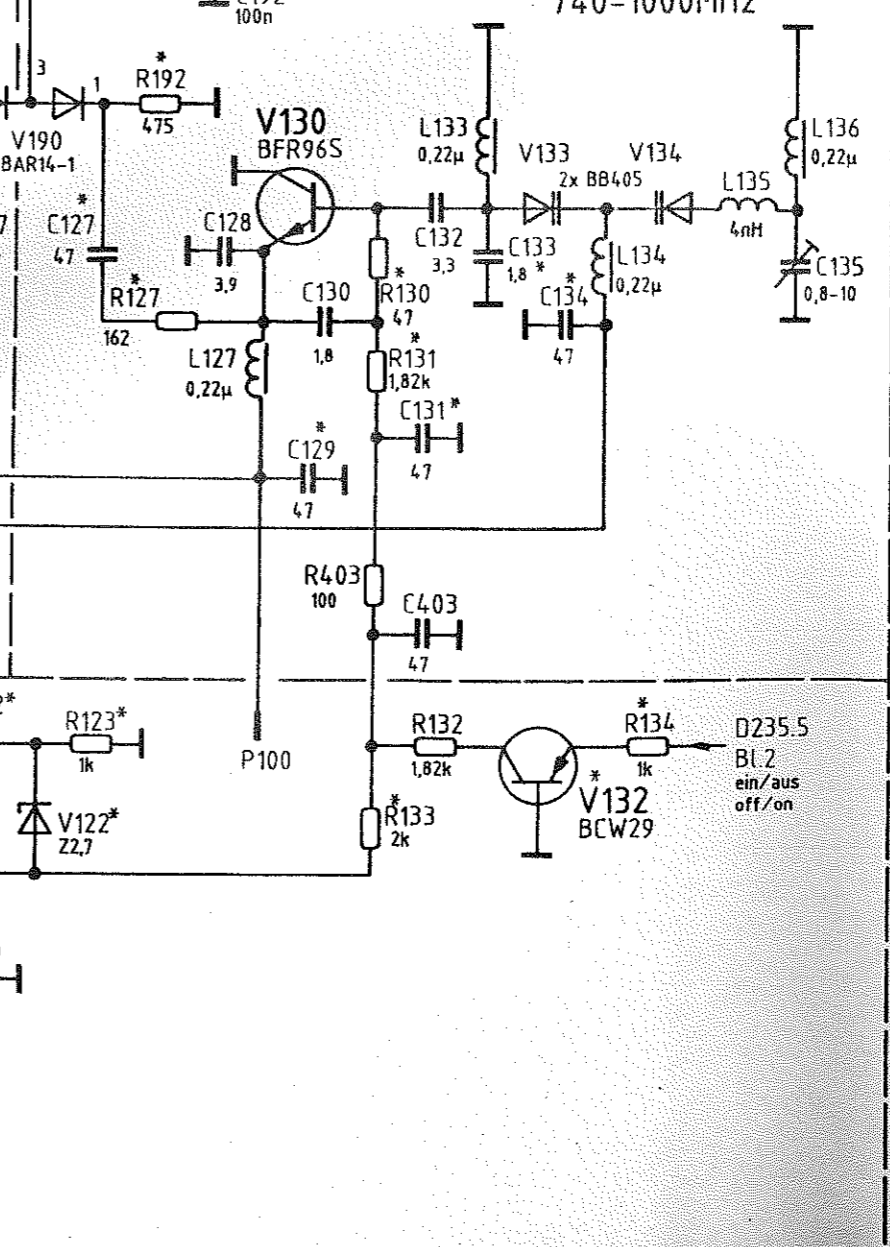 C192
100n
740-1000MHz
3
1
*
R192
475
V190
BAR14-1
V130
BFR96S
L133
0,22µ
V133
V134
2x BB405
L135
4nH
L136
0,22µ
*
C127
47
7
C128
3,9
C132
3,3
C133
1,8 *
L134
0,22µ
C135
0,8-10
*
R127
162
C130
1,8
*
R130
47
*
C134
47
L127
0,22µ
*
R131
1,82k
C131*
47
*
C129
47
R403
100
C403
47
*
R123*
1k
P100
R132
1,82k
*
R134
1k
D235.5
Bl.2
ein/aus
off/on
V122*
Z2,7
*
R133
2k
*
V132
BCW29